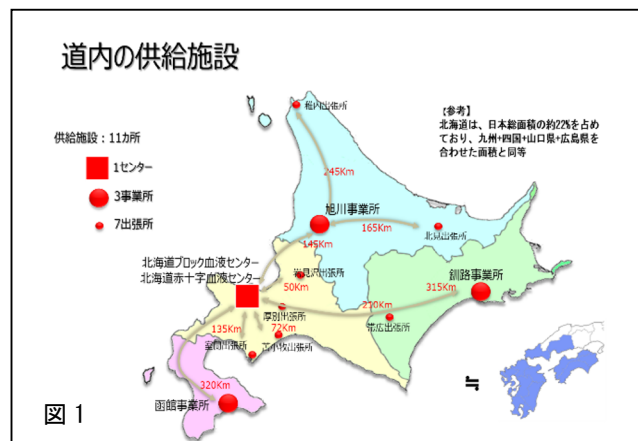 道内の供給施設
【参考】
北海道は、日本総面積の約22%を占め
ており、九州+四国+山口県+広島県を
合わせた面積と同等
供給施設：11カ所
1センター
3事業所
7出張所
稚内出張所
245Km
旭川事業所
165Km
北見出張所
145Km
北海道ブロック血液センター
北海道赤十字血液センター
岩見沢出張所
50Km
釧路事業所
315Km
210Km
厚別出張所
帯広出張所
135Km
72Km
室蘭出張所
苫小牧出張所
≒
320Km
函館事業所
図1